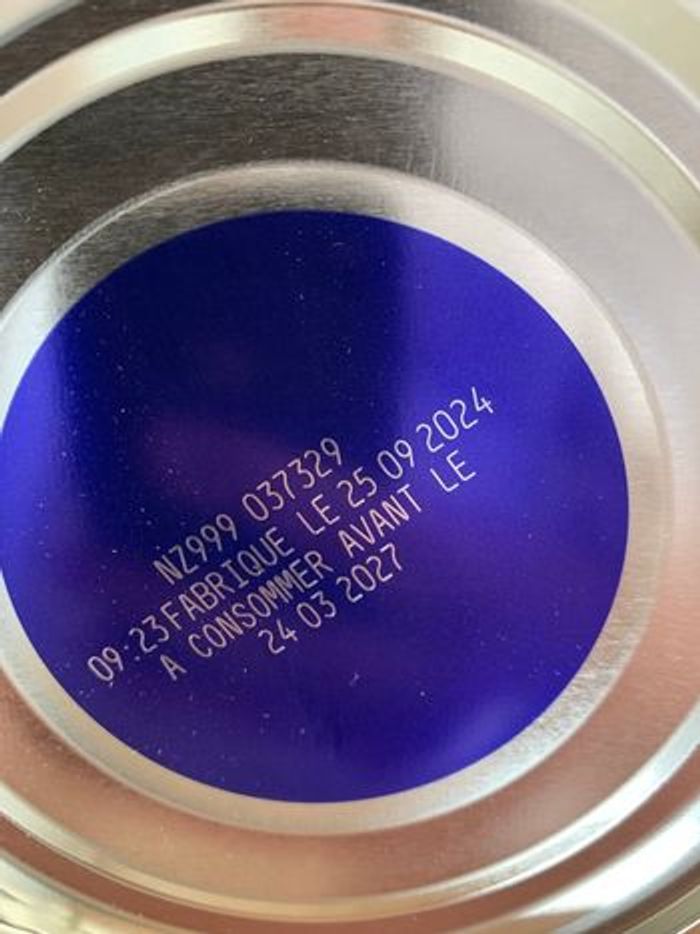 NZ999 037329
09:23FABRIQUE LE 25 09 2024
A CONSOMMER AVANT LE
24 03 2027